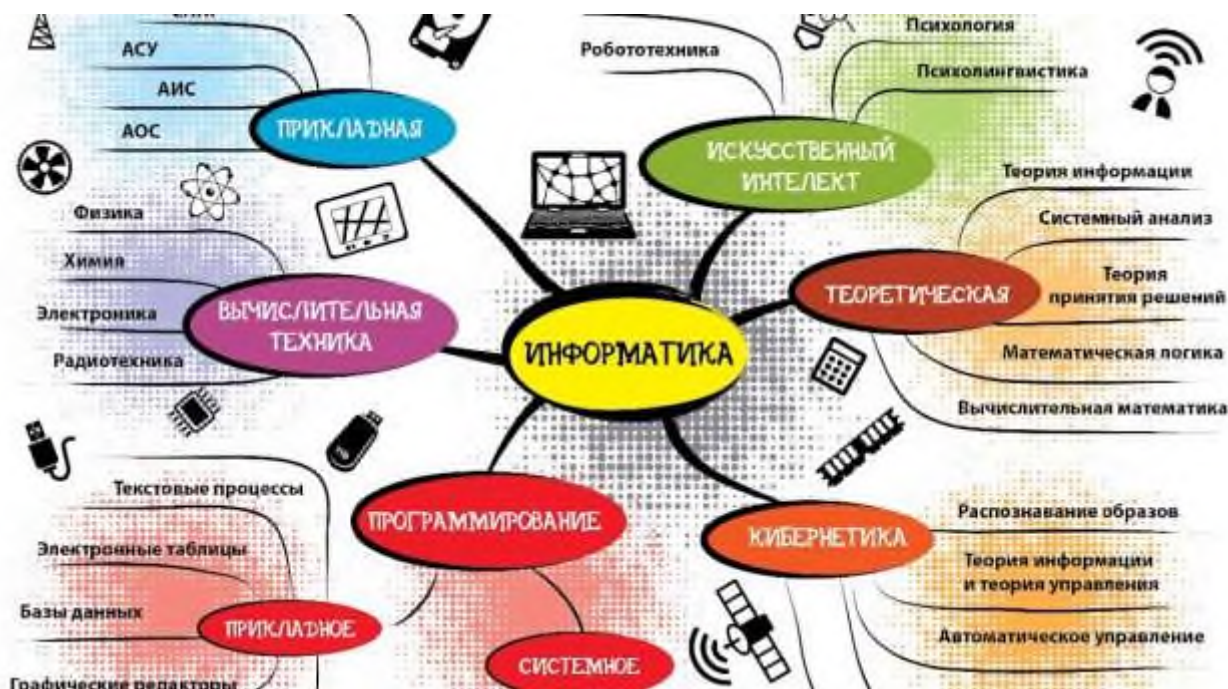 АСУ
АИС
АОС
ПРИКЛАДНАЯ
Робототехника
Психология
Психолингвистика
ИСКУССТВЕННЫЙ
ИНТЕЛЕКТ
Физика
Химия
Электроника
Радиотехника
ВЫЧИСЛИТЕЛЬНАЯ
ТЕХНИКА
ИНФОРМАТИКА
Теория информации
Системный анализ
Теория
принятия решений
Математическая логика
Вычислительная математика
ТЕОРЕТИЧЕСКАЯ
Текстовые процессы
Электронные таблицы
Базы данных
Графические редакторы
ПРИКЛАДНОЕ
ПРОГРАММИРОВАНИЕ
СИСТЕМНОЕ
КИБЕРНЕТИКА
Распознавание образов
Теория информации
и теория управления
Автоматическое управление